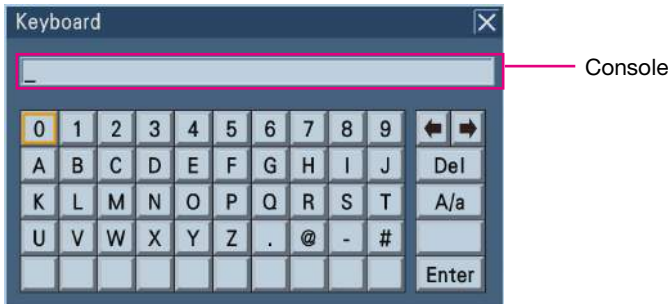 Keyboard
_
Console
0 1 2 3 4 5 6 7 8 9
A B C D E F G H I J Del
K L M N O P Q R S T A/a
U V W X Y Z . @ - #
Enter